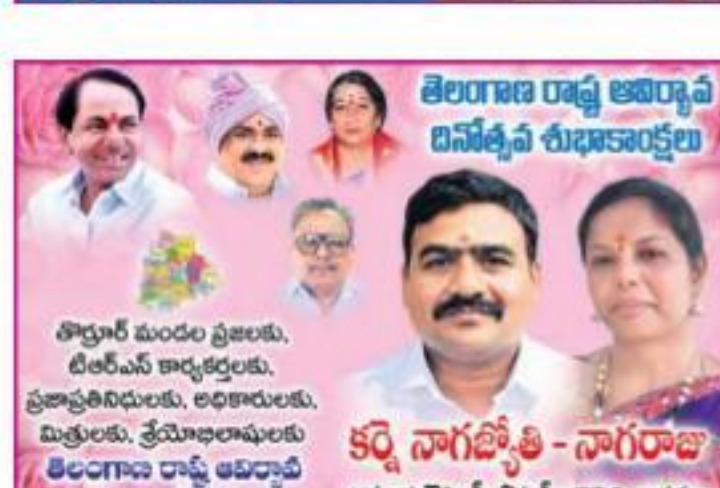 తెలంగాణ రాష్ట్ర ఆవిర్భావ
దినోత్సవ శుభాకాంక్షలు
తొర్రూర్ మండల ప్రజలకు,
టిఆర్ఎస్ కార్యకర్తలకు,
ప్రజాప్రతినిధులకు, అధికారులకు,
మిత్రులకు, శ్రేయోభిలాషులకు
తెలంగాణ రాష్ట్ర ఆవిర్భావ
కర్నె నాగజ్యోతి - నాగరాజు